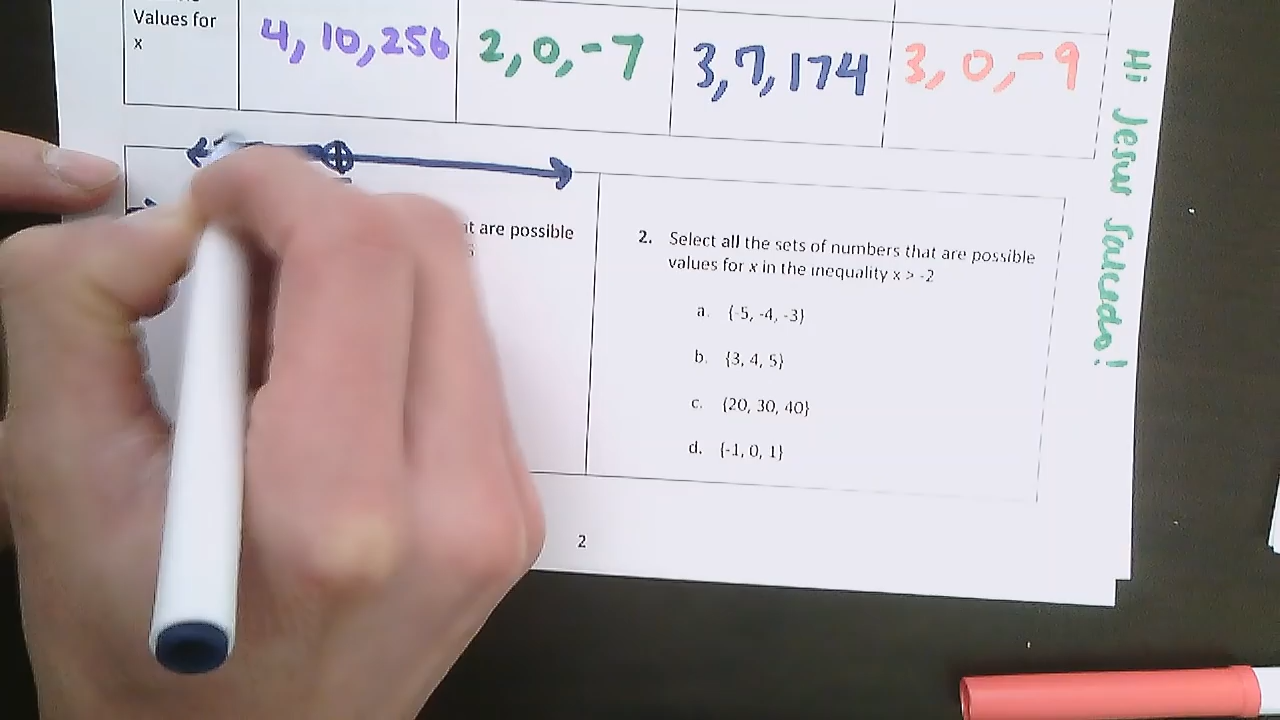 Values for
x
4, 10, 256
2, 0, -7
3, 7, 174
3, 0, -9
Hi Jesus Salcedo!
are possible
2. Select all the sets of numbers that are possible
values for x in the inequality x > -2
a. {-5, -4, -3}
b. {3, 4, 5}
c. {20, 30, 40}
d. {-1, 0, 1}
2